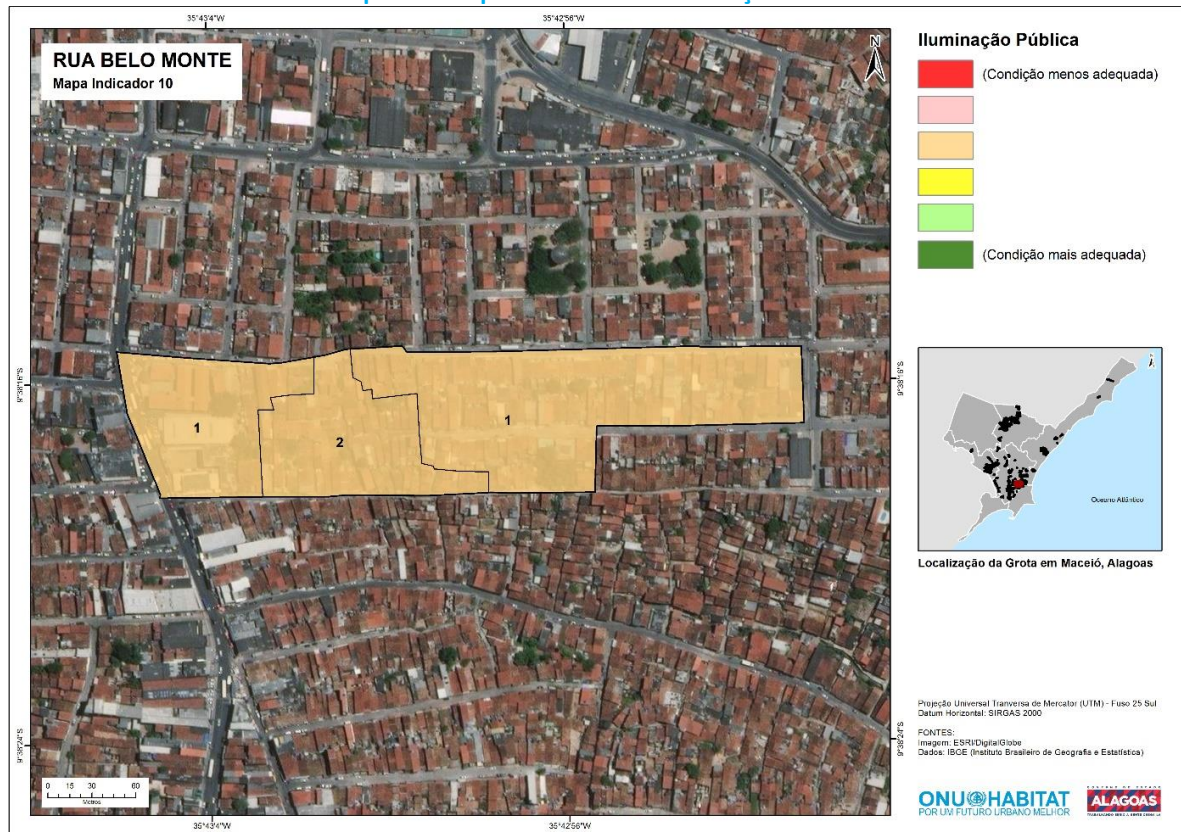 35°43'4"W
35°42'56"W
RUA BELO MONTE
Mapa Indicador 10
N
Iluminação Pública
(Condição menos adequada)
(Condição mais adequada)
9°38'16"S
9°38'16"S
1
2
1
Oceano Atlântico
Localização da Grota em Maceió, Alagoas
9°38'24"S
9°38'24"S
Projeção Universal Tranversa de Mercator (UTM) - Fuso 25 Sul
Datum Horizontal: SIRGAS 2000
FONTES:
Imagem: ESRI/DigitalGlobe
Dados: IBGE (Instituto Brasileiro de Geografia e Estatística)
0 15 30 60
Metros
ONU HABITAT
POR UM FUTURO URBANO MELHOR
GOVERNO DO ESTADO
ALAGOAS
35°43'4"W
35°42'56"W